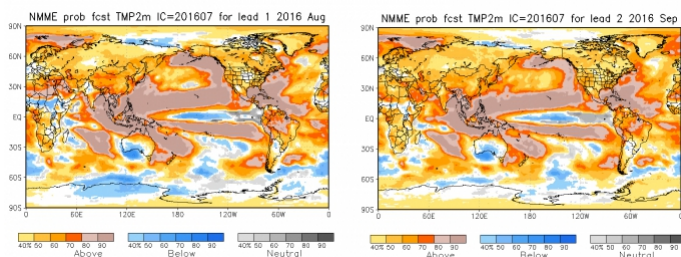 NMME prob fcst TMP2m IC=201607 for lead 1 2016 Aug
90N
60N
30N
EQ
30S
60S
90S
0 60E 120E 180 120W 60W 0
40% 50 60 70 80 90
Above
40% 50 60 70 80 90
Below
40% 50 60 70 80 90
Neutral
NMME prob fcst TMP2m IC=201607 for lead 2 2016 Sep
90N
60N
30N
EQ
30S
60S
90S
0 60E 120E 180 120W 60W 0
40% 50 60 70 80 90
Above
40% 50 60 70 80 90
Below
40% 50 60 70 80 90
Neutral